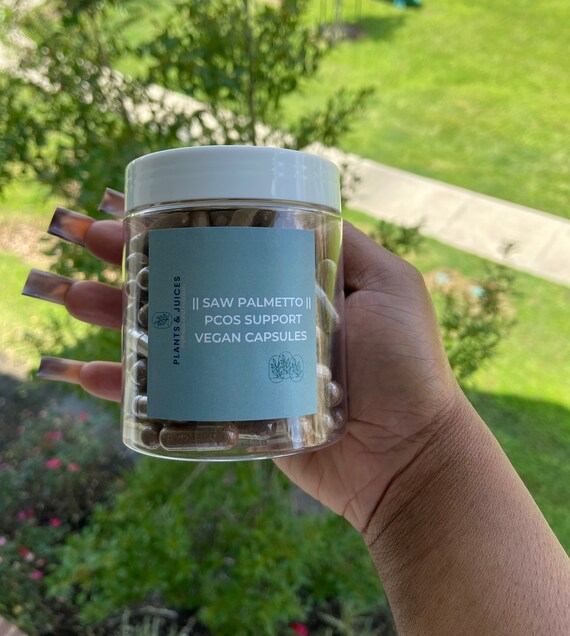 PLANTS & JUICES
|| SAW PALMETTO ||
PCOS SUPPORT
VEGAN CAPSULES